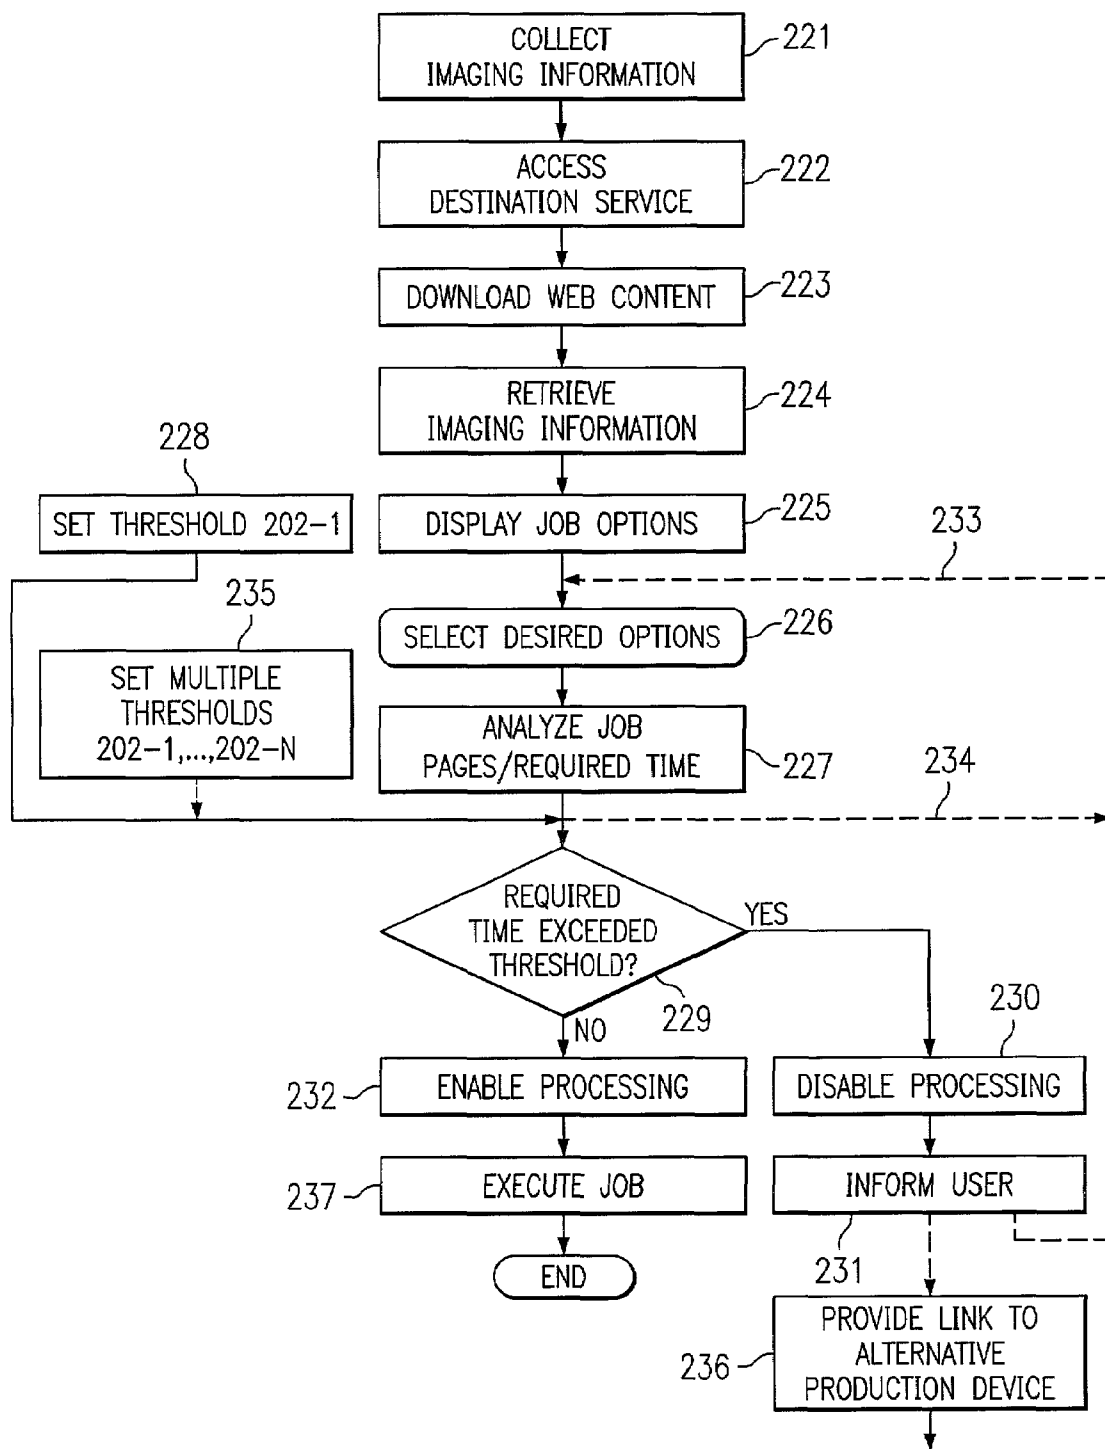 COLLECT
IMAGING INFORMATION
221
ACCESS
DESTINATION SERVICE
222
DOWNLOAD WEB CONTENT
223
RETRIEVE
IMAGING INFORMATION
224
228
SET THRESHOLD 202-1
DISPLAY JOB OPTIONS
225
233
235
SELECT DESIRED OPTIONS
226
SET MULTIPLE
THRESHOLDS
202-1,...,202-N
ANALYZE JOB
PAGES/REQUIRED TIME
227
234
REQUIRED
TIME EXCEEDED
THRESHOLD?
YES
229
NO
230
232
ENABLE PROCESSING
DISABLE PROCESSING
237
EXECUTE JOB
INFORM USER
231
END
236
PROVIDE LINK TO
ALTERNATIVE
PRODUCTION DEVICE